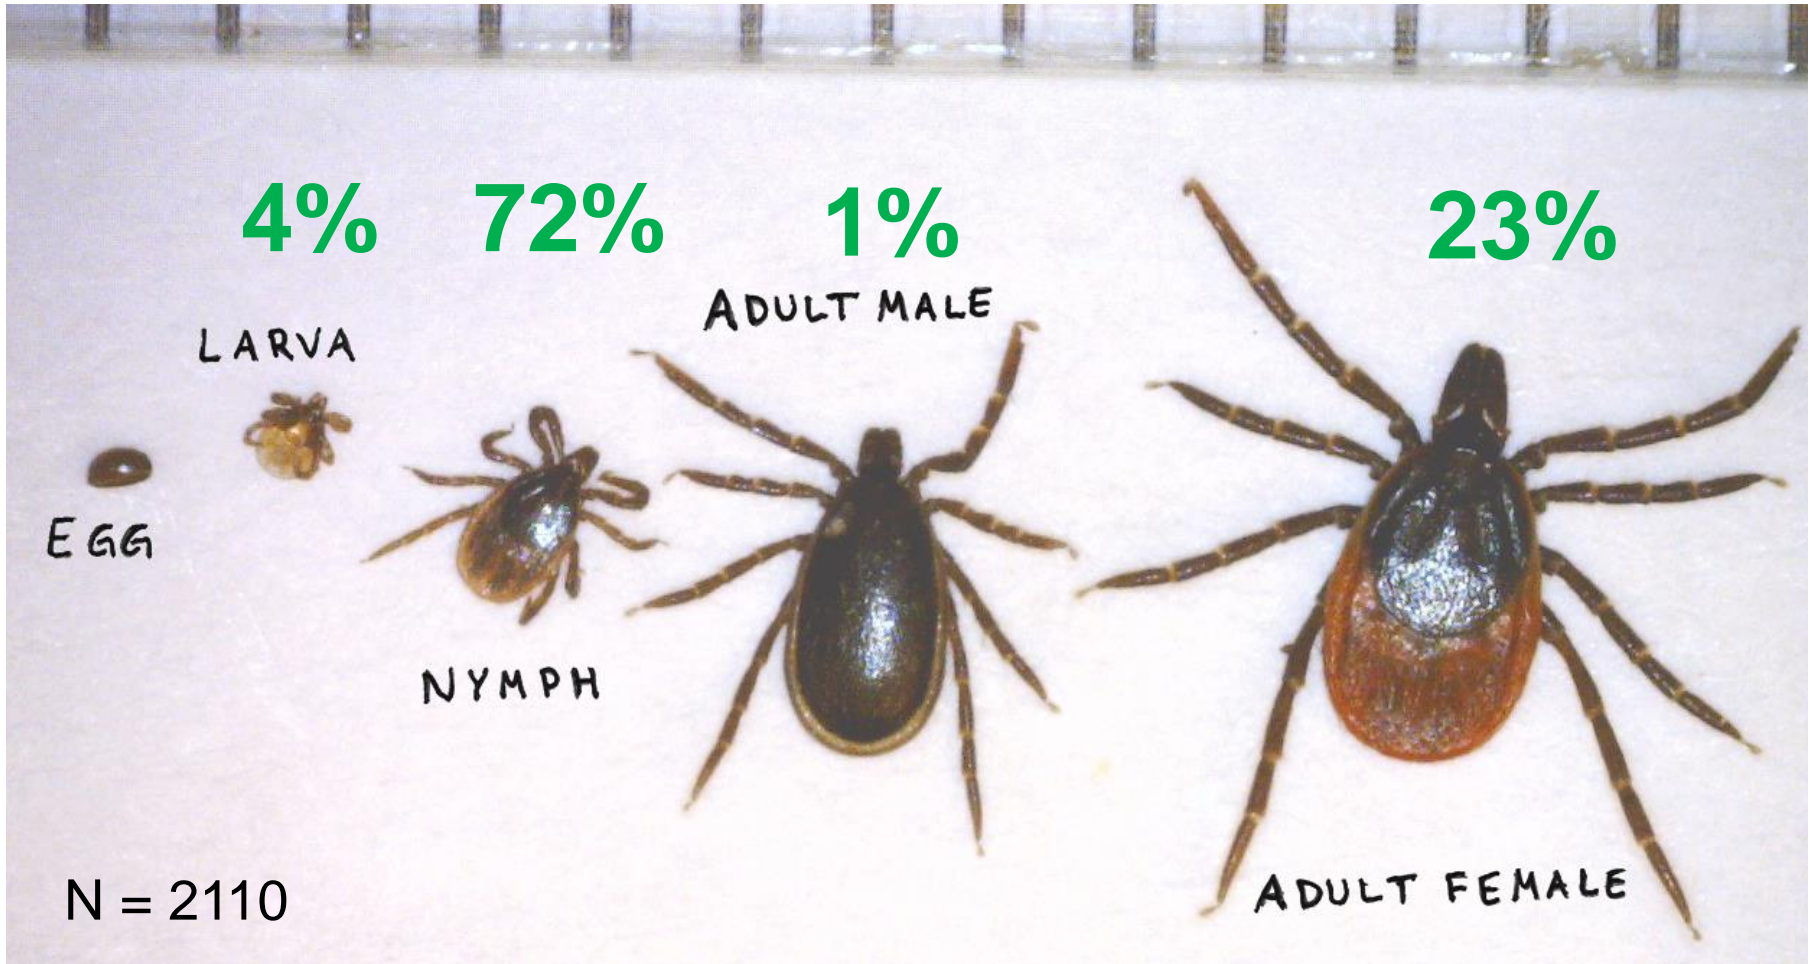 4% 72% 1% 23%
ADULT MALE
LARVA
EGG
NYMPH
ADULT FEMALE
N = 2110